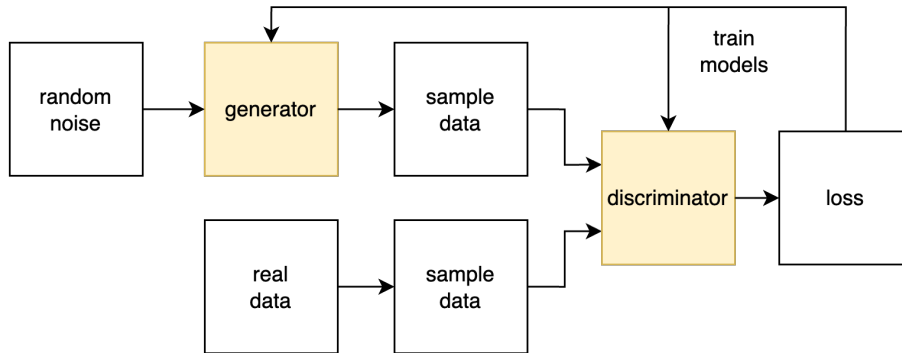 train
models
random
noise
generator
sample
data
discriminator
loss
real
data
sample
data